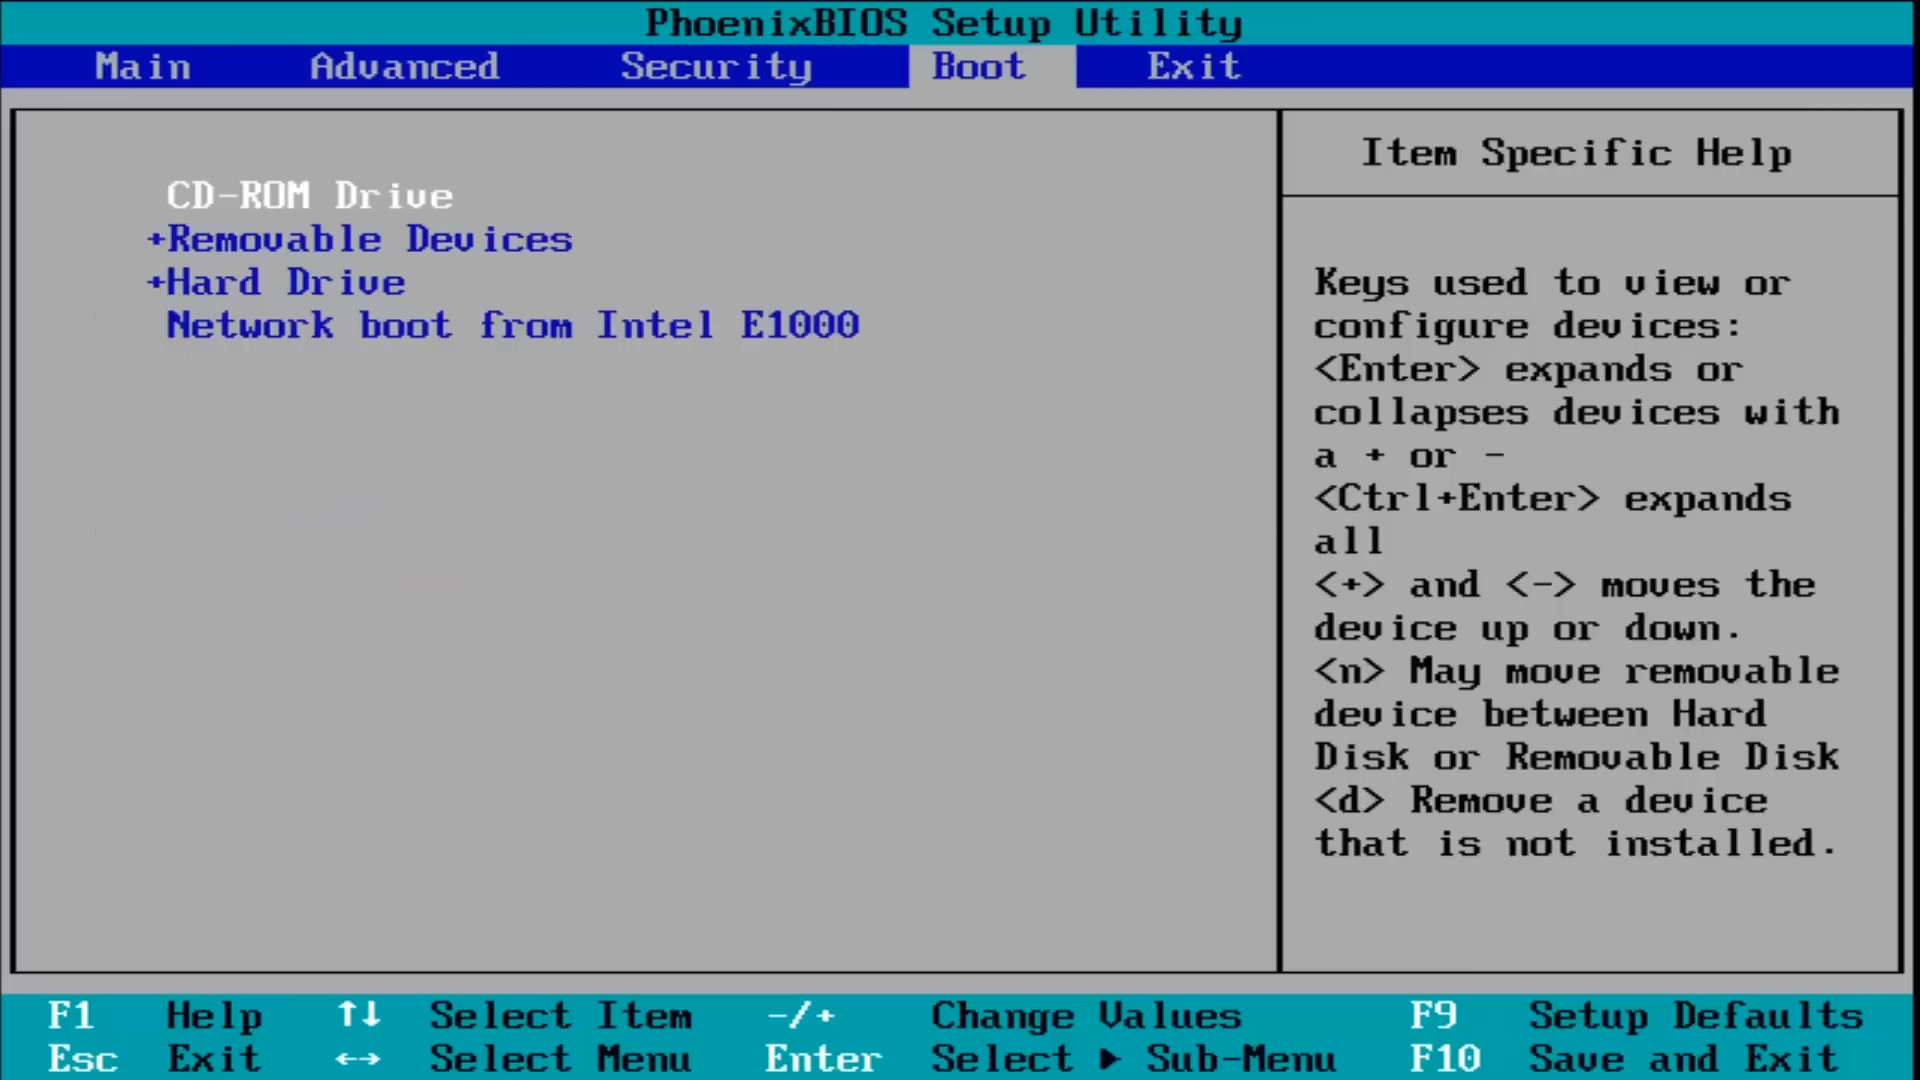 PhoenixBIOS Setup Utility
Main Advanced Security Boot Exit
CD-ROM Drive
+Removable Devices
+Hard Drive
Network boot from Intel E1000
Item Specific Help
Keys used to view or
configure devices:
<Enter> expands or
collapses devices with
a + or -
<Ctrl+Enter> expands
all
<+> and <-> moves the
device up or down.
<n> May move removable
device between Hard
Disk or Removable Disk
<d> Remove a device
that is not installed.
F1 Help ↑↓ Select Item -/+ Change Values F9 Setup Defaults
Esc Exit ↔ Select Menu Enter Select ► Sub-Menu F10 Save and Exit